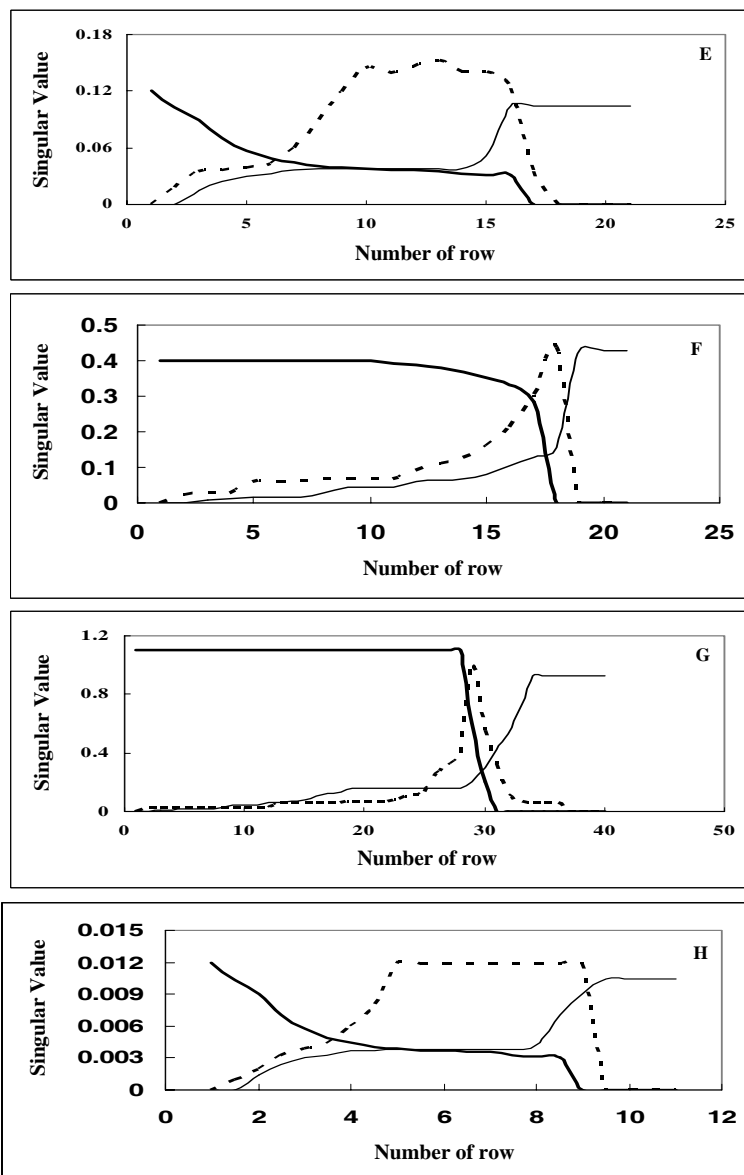 0.18
E
0.12
0.06
0
Singular Value
0 5 10 15 20 25
Number of row
0.5
F
0.4
0.3
0.2
0.1
0
Singular Value
0 5 10 15 20 25
Number of row
1.2
G
0.8
0.4
0
Singular Value
0 10 20 30 40 50
Number of row
0.015
H
0.012
0.009
0.006
0.003
0
Singular Value
0 2 4 6 8 10 12
Number of row